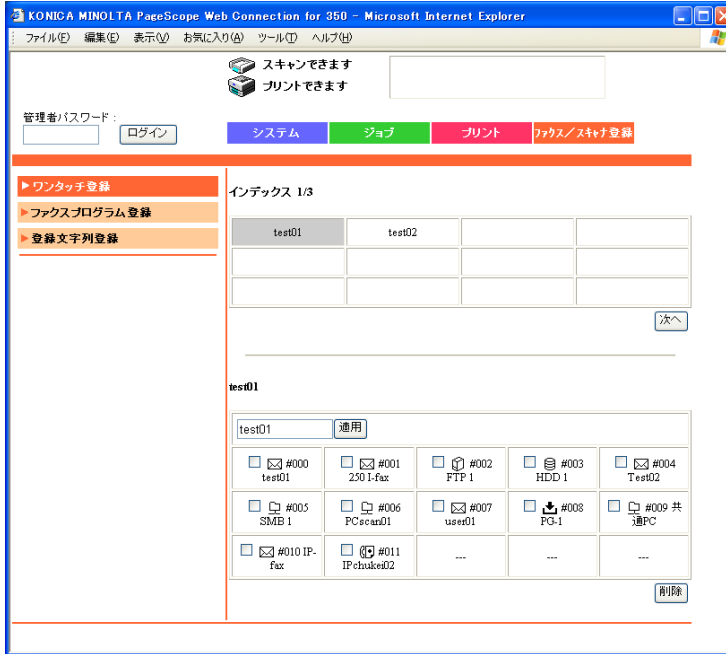 KONICA MINOLTA PageScope Web Connection for 350 - Microsoft Internet Explorer
ファイル(F) 編集(E) 表示(V) お気に入り(A) ツール(T) ヘルプ(H)
スキャンできます
プリントできます
管理者パスワード:
ログイン
システム ジョブ プリント ファクス/スキャナ登録
ワンタッチ登録
ファクスプログラム登録
登録文字列登録
インデックス 1/3
test01 test02
次へ
test01
test01 適用
#000 #001 #002 #003 #004
test01 250 I-fax FTP 1 HDD 1 Test02
#005 #006 #007 #008 #009 共
SMB 1 PCscan01 user01 PG-1 通PC
#010 IP- #011
fax IPchukei02 --- --- ---
削除